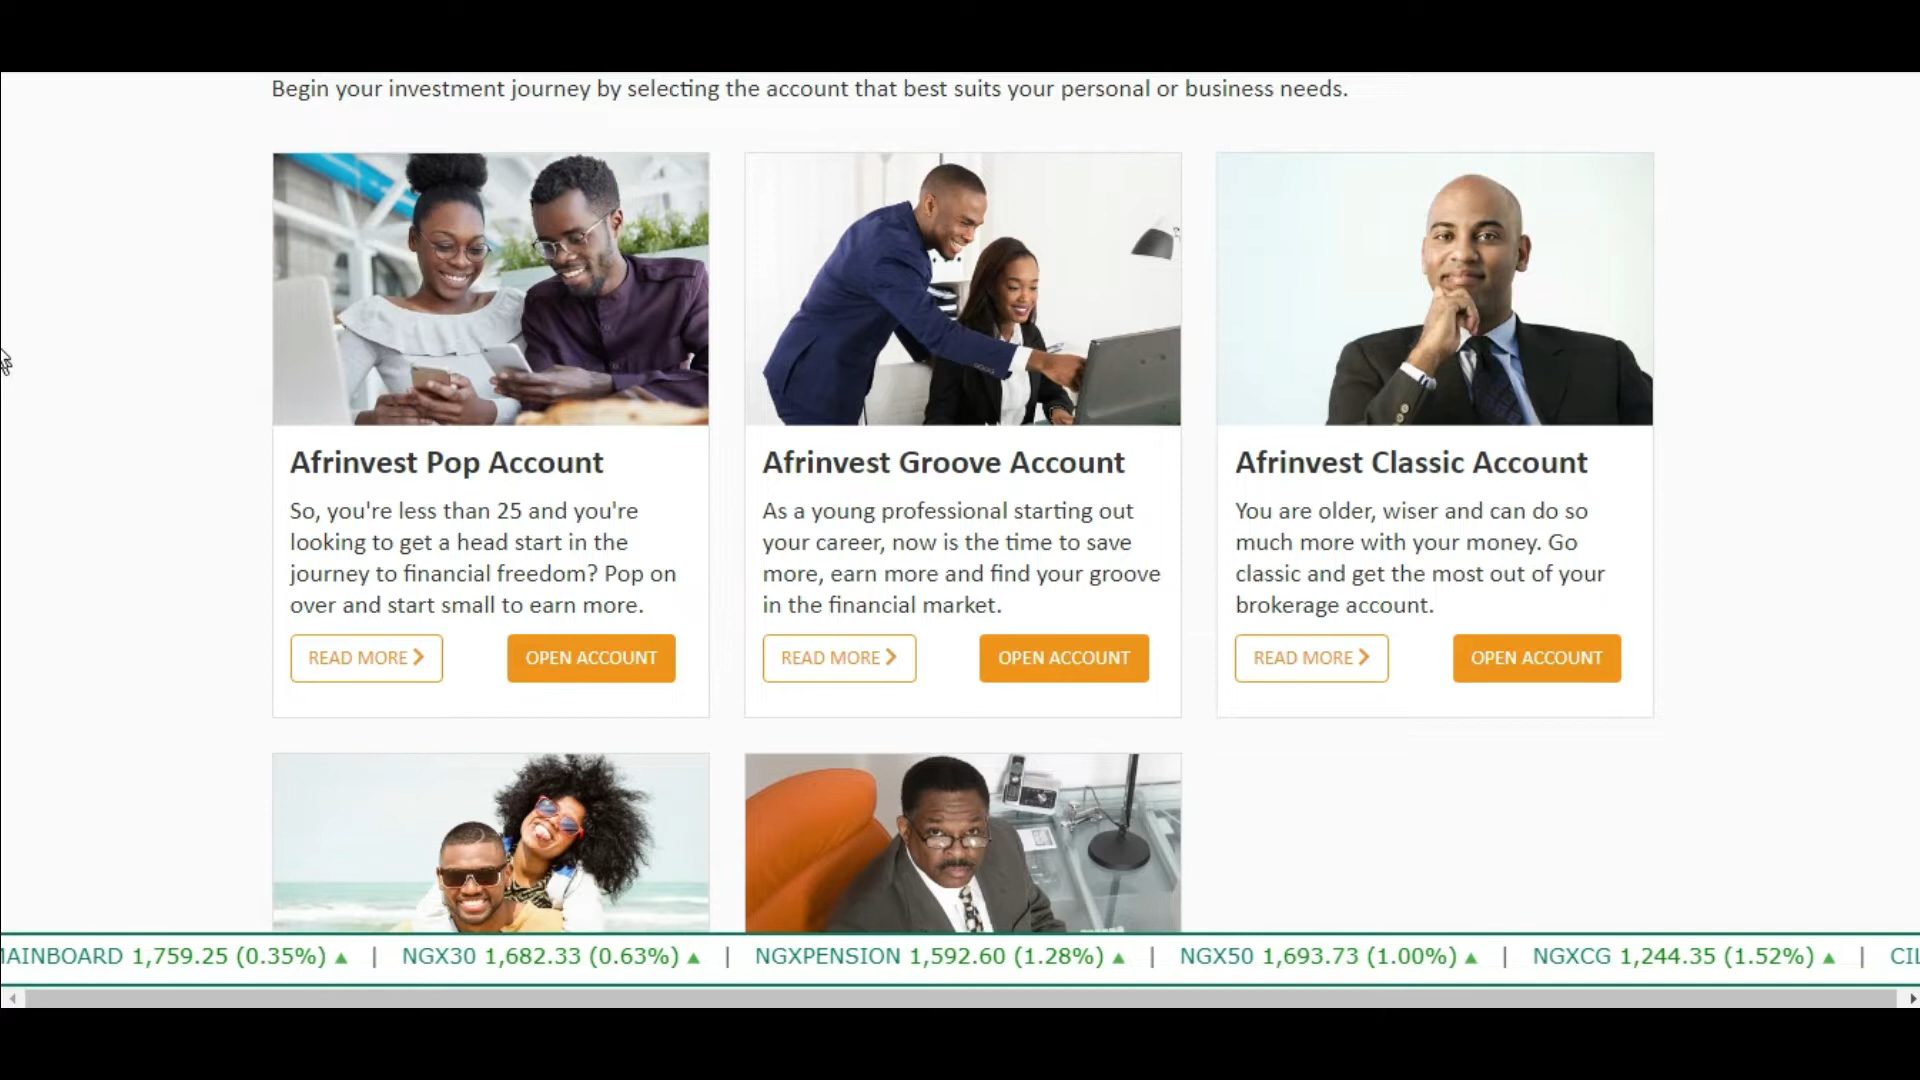 Begin your investment journey by selecting the account that best suits your personal or business needs.
Afrinvest Pop Account
So, you're less than 25 and you're
looking to get a head start in the
journey to financial freedom? Pop on
over and start small to earn more.
READ MORE
OPEN ACCOUNT
Afrinvest Groove Account
As a young professional starting out
your career, now is the time to save
more, earn more and find your groove
in the financial market.
READ MORE
OPEN ACCOUNT
Afrinvest Classic Account
You are older, wiser and can do so
much more with your money. Go
classic and get the most out of your
brokerage account.
READ MORE
OPEN ACCOUNT
AINBOARD 1,759.25 (0.35%) ▲ | NGX30 1,682.33 (0.63%) ▲ | NGXPENSION 1,592.60 (1.28%) ▲ | NGX50 1,693.73 (1.00%) ▲ | NGXCG 1,244.35 (1.52%) ▲ | CIL